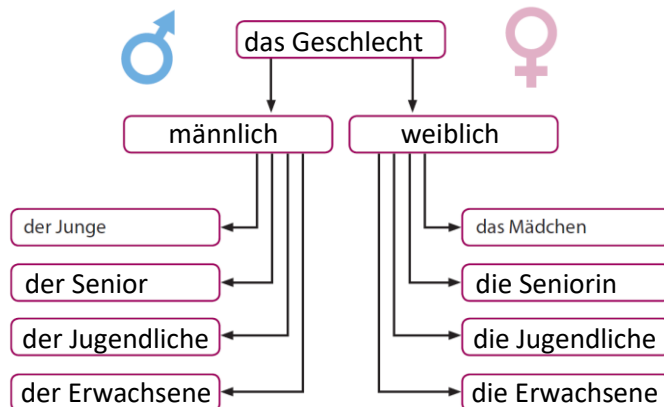 das Geschlecht
männlich
weiblich
der Junge
das Mädchen
der Senior
die Seniorin
der Jugendliche
die Jugendliche
der Erwachsene
die Erwachsene